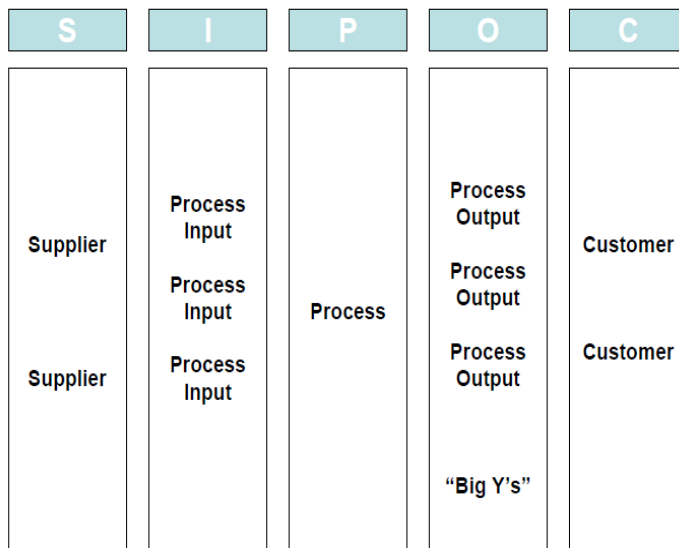 S
I
P
O
C
Supplier
Supplier
Process
Input
Process
Input
Process
Input
Process
Process
Output
Process
Output
Process
Output
“Big Y’s”
Customer
Customer